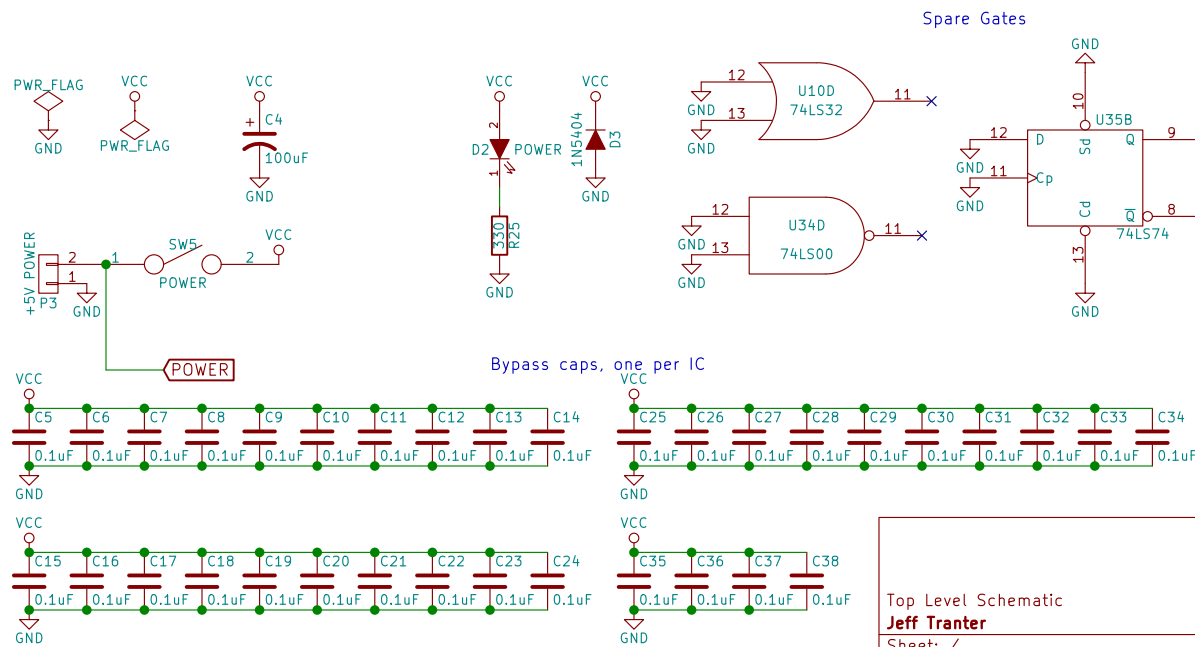 Spare Gates
PWR_FLAG
GND
VCC
PWR_FLAG
VCC
+
C4
100uF
GND
VCC
2
D2
POWER
1
330
R25
GND
VCC
1N5404
D3
GND
12
GND
13
GND
U10D
74LS32
11
12
GND
13
GND
U34D
74LS00
11
GND
10
U35B
12
D
Sd
Q
9
GND
11
Cp
GND
Cd
Q
8
74LS74
13
GND
+5V POWER
P3
2
1
GND
1
SW5
POWER
2
VCC
POWER
Bypass caps, one per IC
VCC
C5 C6 C7 C8 C9 C10 C11 C12 C13 C14
0.1uF 0.1uF 0.1uF 0.1uF 0.1uF 0.1uF 0.1uF 0.1uF 0.1uF 0.1uF
GND
VCC
C25 C26 C27 C28 C29 C30 C31 C32 C33 C34
0.1uF 0.1uF 0.1uF 0.1uF 0.1uF 0.1uF 0.1uF 0.1uF 0.1uF 0.1uF
GND
VCC
C15 C16 C17 C18 C19 C20 C21 C22 C23 C24
0.1uF 0.1uF 0.1uF 0.1uF 0.1uF 0.1uF 0.1uF 0.1uF 0.1uF 0.1uF
GND
VCC
C35 C36 C37 C38
0.1uF 0.1uF 0.1uF 0.1uF
GND
Top Level Schematic
Jeff Tranter
Sheet: /